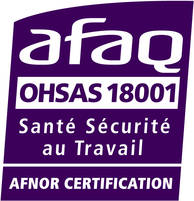 afaq
OHSAS 18001
Santé Sécurité
au Travail
AFNOR CERTIFICATION